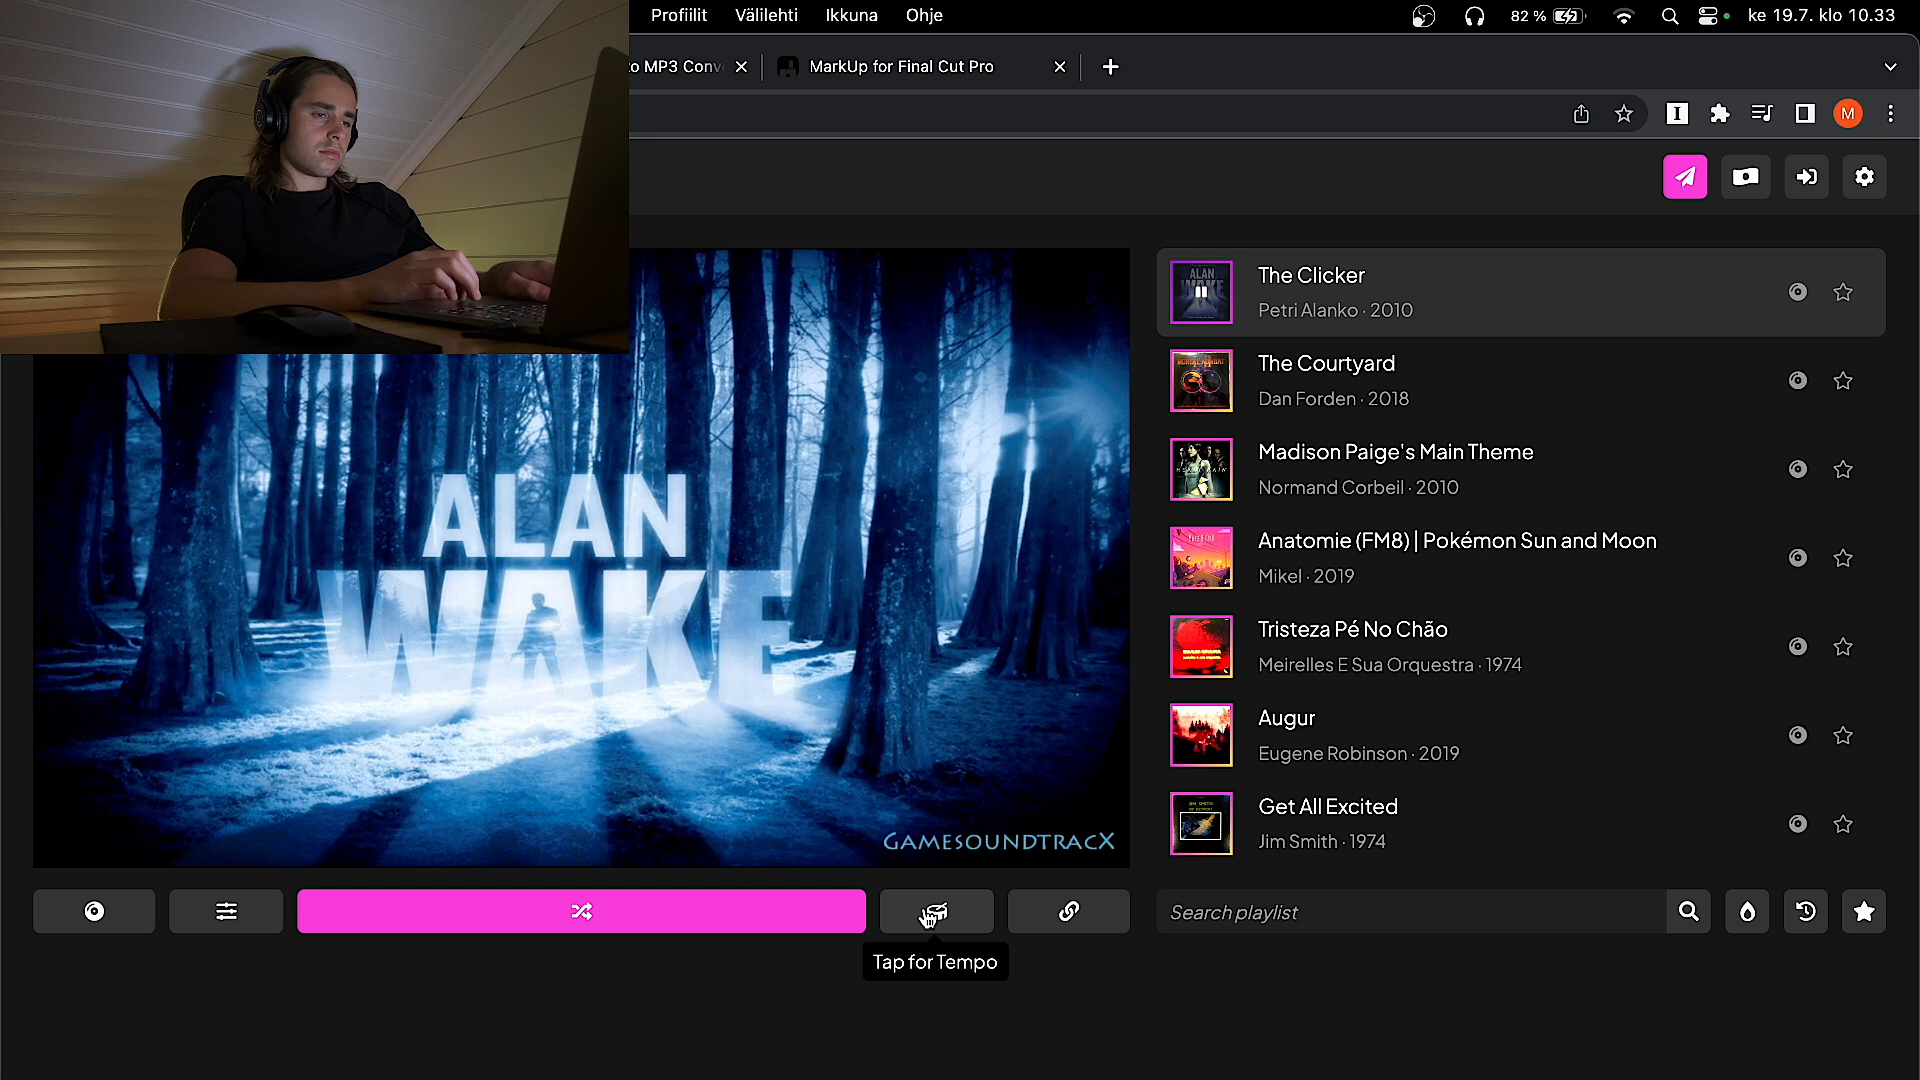 Profiilit Välilehti Ikkuna Ohje 82 % ke 19.7. klo 10.33
to MP3 Conv MarkUp for Final Cut Pro
M
ALAN
WAKE
GAMESOUNDTRACX
ALAN
WAKE
The Clicker
Petri Alanko · 2010
The Courtyard
Dan Forden · 2018
Madison Paige's Main Theme
Normand Corbeil · 2010
Anatomie (FM8) | Pokémon Sun and Moon
Mikel · 2019
Tristeza Pé No Chão
Meirelles E Sua Orquestra · 1974
Augur
Eugene Robinson · 2019
Get All Excited
Jim Smith · 1974
Search playlist
Tap for Tempo